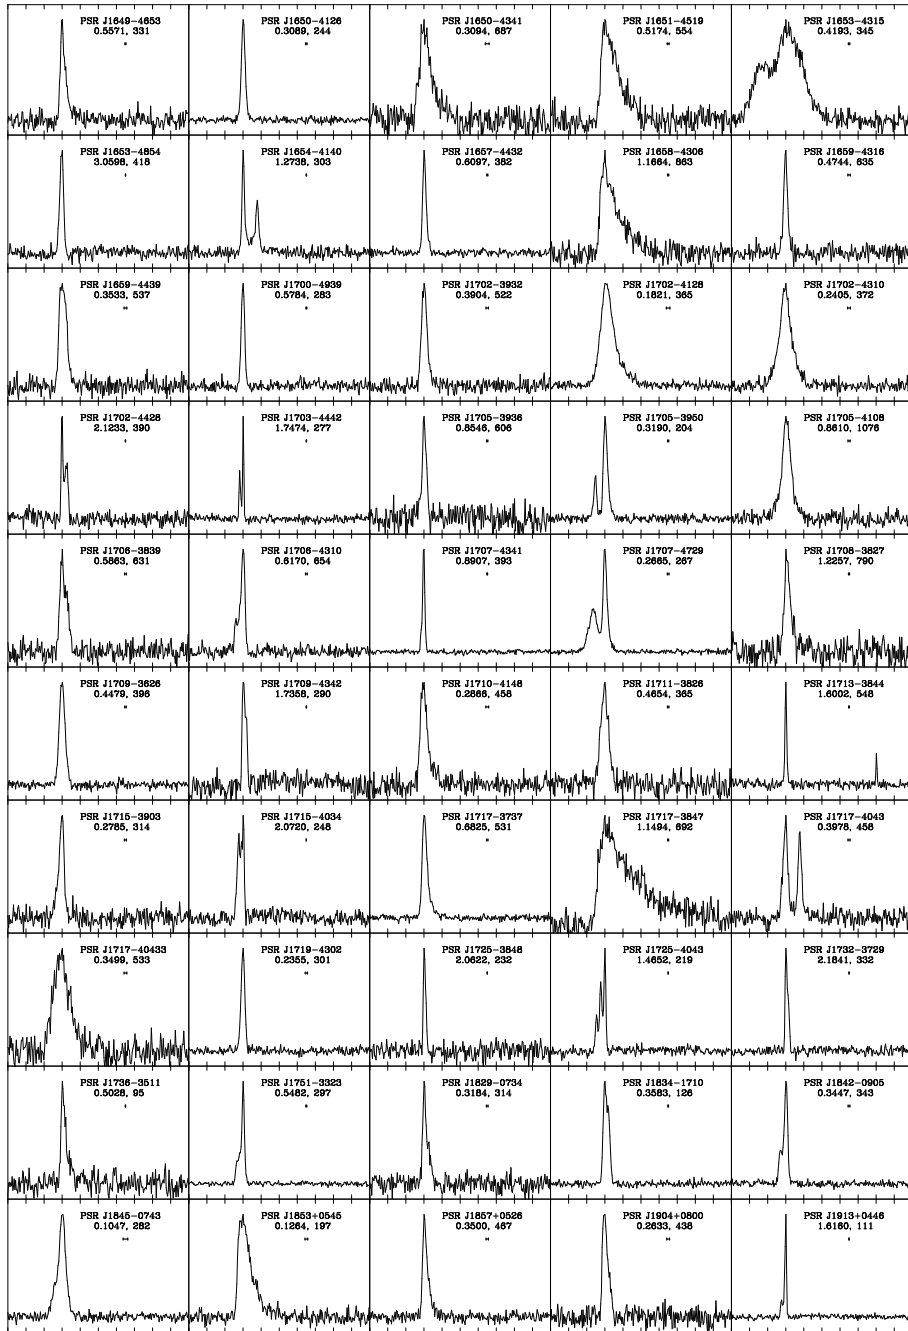 PSR J1649-4653
0.5571, 331
PSR J1650-4126
0.3089, 244
PSR J1650-4341
0.3094, 687
PSR J1651-4519
0.5174, 554
PSR J1653-4315
0.4193, 345
PSR J1653-4854
3.0598, 418
PSR J1654-4140
1.2738, 303
PSR J1657-4432
0.6097, 382
PSR J1658-4306
1.1664, 863
PSR J1659-4316
0.4744, 635
PSR J1659-4439
0.3533, 537
PSR J1700-4939
0.5784, 283
PSR J1702-3932
0.3904, 522
PSR J1702-4128
0.1821, 365
PSR J1702-4310
0.2405, 372
PSR J1702-4428
2.1233, 390
PSR J1703-4442
1.7474, 277
PSR J1705-3936
0.8546, 606
PSR J1705-3950
0.3190, 204
PSR J1705-4108
0.8610, 1076
PSR J1706-3839
0.5863, 631
PSR J1706-4310
0.6170, 654
PSR J1707-4341
0.8907, 393
PSR J1707-4729
0.2665, 267
PSR J1708-3827
1.2257, 790
PSR J1709-3626
0.4479, 396
PSR J1709-4342
1.7358, 290
PSR J1710-4148
0.2866, 458
PSR J1711-3826
0.4654, 365
PSR J1713-3844
1.6002, 548
PSR J1715-3903
0.2785, 314
PSR J1715-4034
2.0720, 248
PSR J1717-3737
0.6825, 531
PSR J1717-3847
1.1494, 692
PSR J1717-4043
0.3978, 458
PSR J1717-40433
0.3499, 533
PSR J1719-4302
0.2355, 301
PSR J1725-3848
2.0622, 232
PSR J1725-4043
1.4652, 219
PSR J1732-3729
2.1841, 332
PSR J1736-3511
0.5028, 95
PSR J1751-3323
0.5482, 297
PSR J1829-0734
0.3184, 314
PSR J1834-1710
0.3583, 126
PSR J1842-0905
0.3447, 343
PSR J1845-0743
0.1047, 282
PSR J1853+0545
0.1264, 197
PSR J1857+0526
0.3500, 467
PSR J1904+0800
0.2633, 438
PSR J1913+0446
1.6160, 111